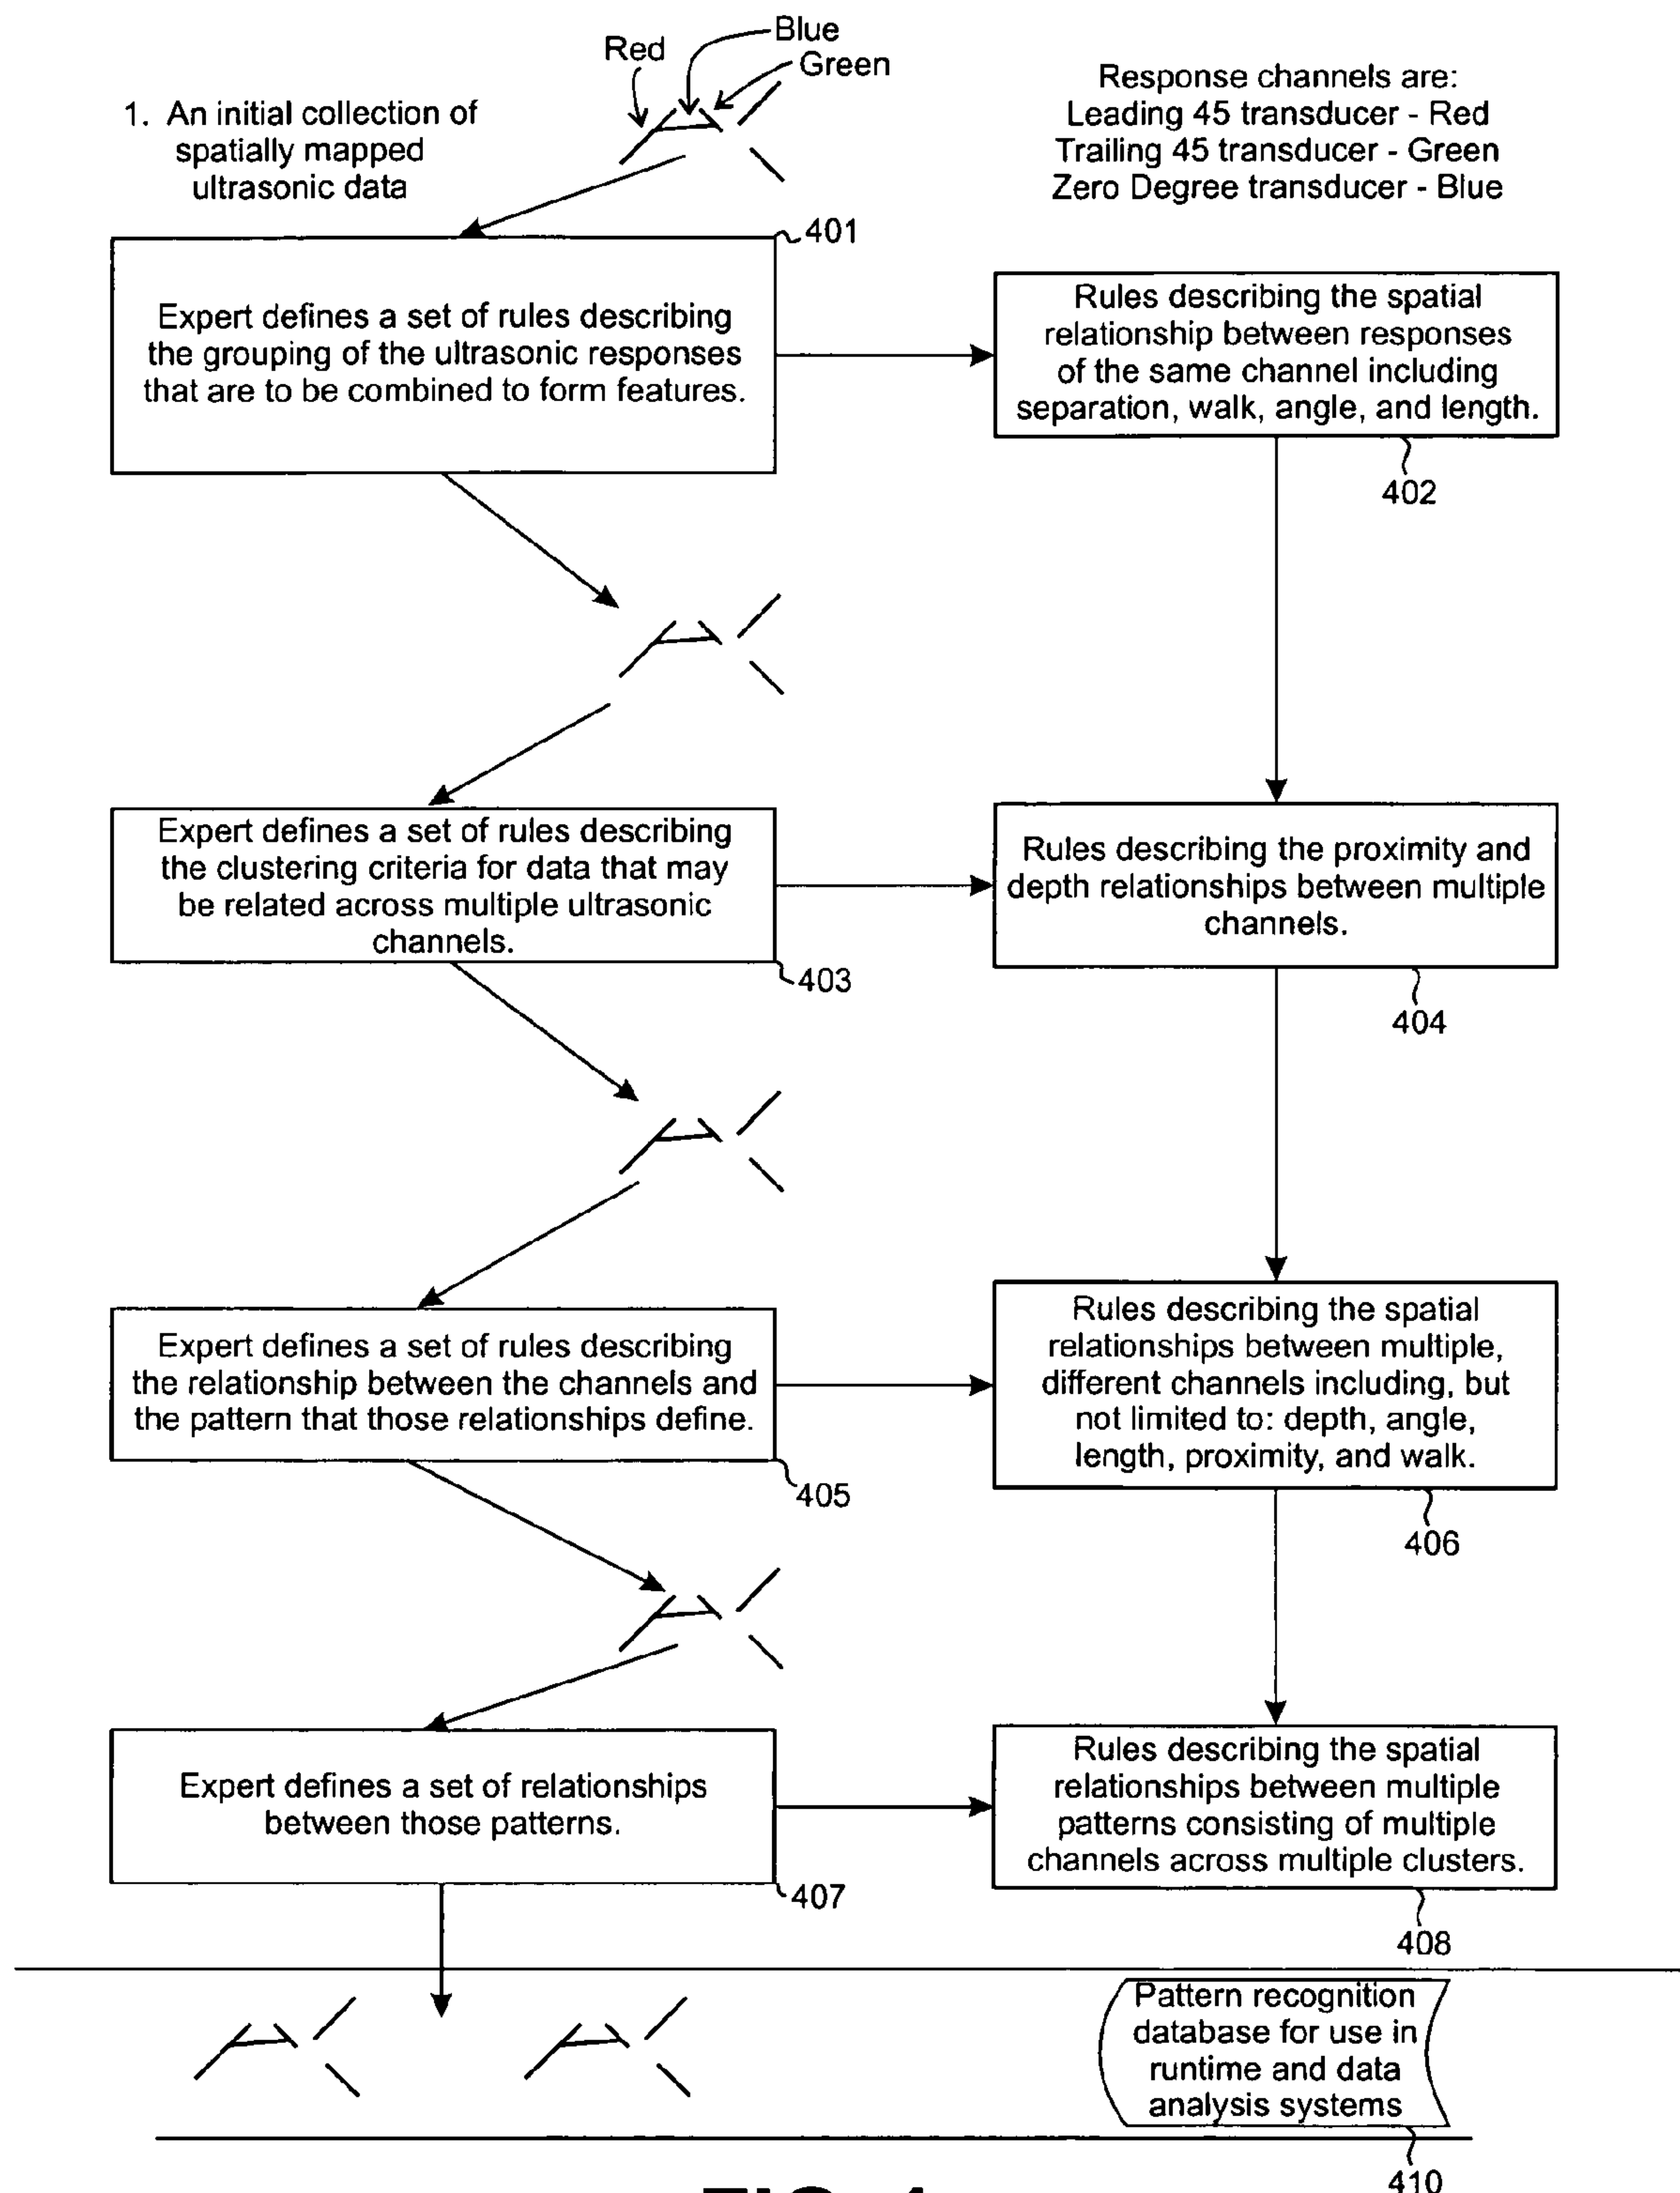 Red
Blue
Green
1. An initial collection of
spatially mapped
ultrasonic data
Response channels are:
Leading 45 transducer - Red
Trailing 45 transducer - Green
Zero Degree transducer - Blue
401
Expert defines a set of rules describing
the grouping of the ultrasonic responses
that are to be combined to form features.
Rules describing the spatial
relationship between responses
of the same channel including
separation, walk, angle, and length.
402
Expert defines a set of rules describing
the clustering criteria for data that may
be related across multiple ultrasonic
channels.
403
Rules describing the proximity and
depth relationships between multiple
channels.
404
Expert defines a set of rules describing
the relationship between the channels and
the pattern that those relationships define.
405
Rules describing the spatial
relationships between multiple,
different channels including, but
not limited to: depth, angle,
length, proximity, and walk.
406
Expert defines a set of relationships
between those patterns.
407
Rules describing the spatial
relationships between multiple
patterns consisting of multiple
channels across multiple clusters.
408
Pattern recognition
database for use in
runtime and data
analysis systems
410